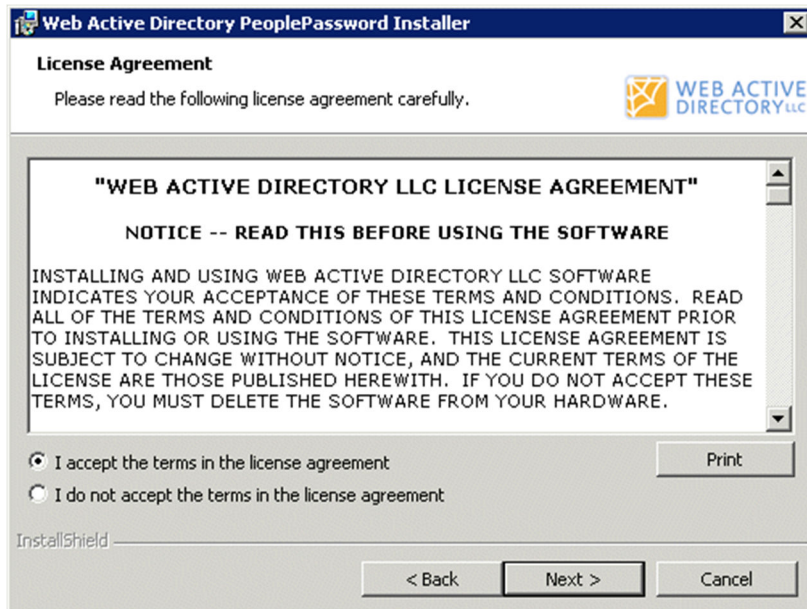 Web Active Directory PeoplePassword Installer
License Agreement
Please read the following license agreement carefully.
WEB ACTIVE
DIRECTORY LLC
"WEB ACTIVE DIRECTORY LLC LICENSE AGREEMENT"
NOTICE -- READ THIS BEFORE USING THE SOFTWARE
INSTALLING AND USING WEB ACTIVE DIRECTORY LLC SOFTWARE
INDICATES YOUR ACCEPTANCE OF THESE TERMS AND CONDITIONS.  READ
ALL OF THE TERMS AND CONDITIONS OF THIS LICENSE AGREEMENT PRIOR
TO INSTALLING OR USING THE SOFTWARE.  THIS LICENSE AGREEMENT IS
SUBJECT TO CHANGE WITHOUT NOTICE, AND THE CURRENT TERMS OF THE
LICENSE ARE THOSE PUBLISHED HEREWITH.  IF YOU DO NOT ACCEPT THESE
TERMS, YOU MUST DELETE THE SOFTWARE FROM YOUR HARDWARE.
I accept the terms in the license agreement
Print
I do not accept the terms in the license agreement
InstallShield
< Back
Next >
Cancel